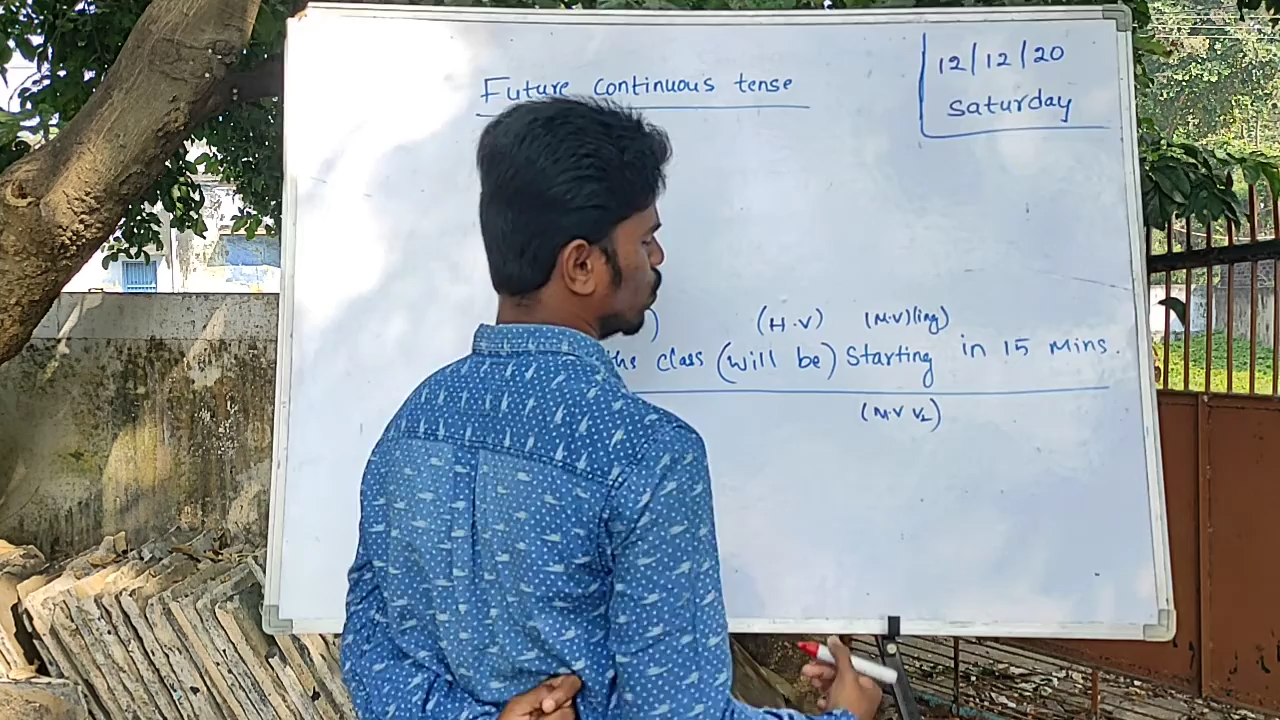 12/12/20
Future continuous tense
saturday
(H.V) (M.V)(ing)
the class (will be) Starting in 15 Mins.
(M.V V1)